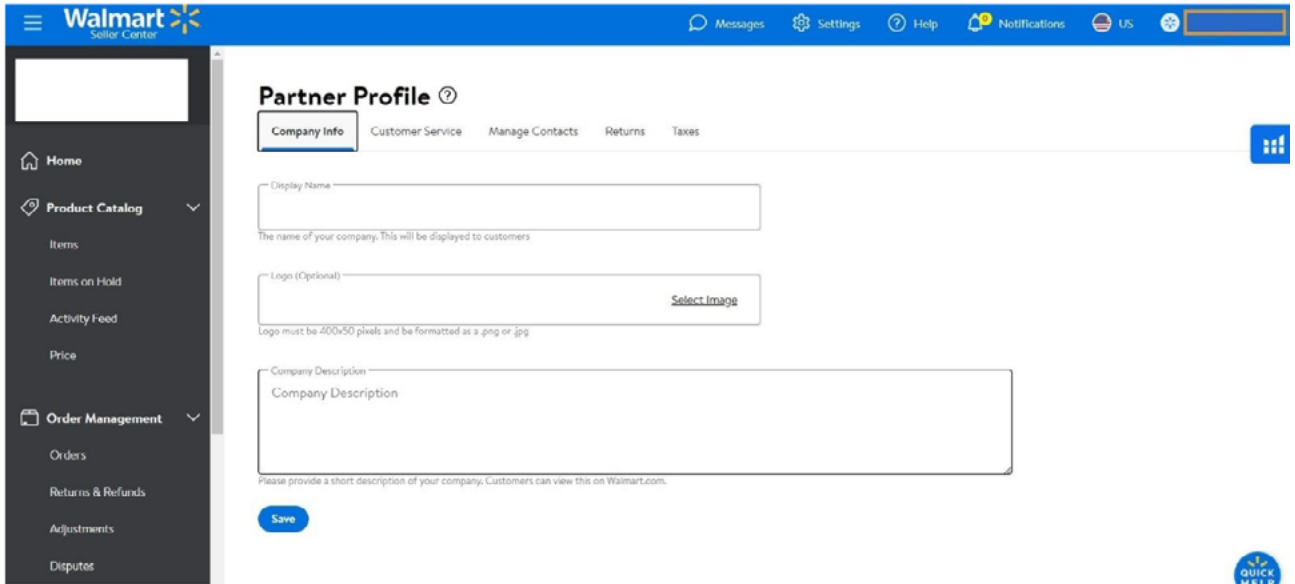 Walmart
Seller Center
Messages
Settings
Help
0
Notifications
US
Home
Product Catalog
Items
Items on Hold
Activity Feed
Price
Order Management
Orders
Returns & Refunds
Adjustments
Disputes
Partner Profile
Company Info
Customer Service
Manage Contacts
Returns
Taxes
Display Name
The name of your company. This will be displayed to customers
Logo (Optional)
Select Image
Logo must be 400x50 pixels and be formatted as a .png or .jpg
Company Description
Company Description
Please provide a short description of your company. Customers can view this on Walmart.com.
Save
QUICK
HELP